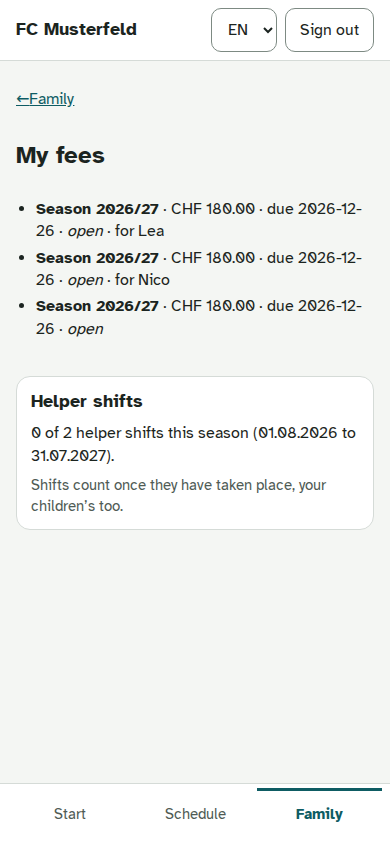 FC Musterfeld
EN
Sign out
←Family
My fees
• Season 2026/27 · CHF 180.00 · due 2026-12-
26 · open · for Lea
• Season 2026/27 · CHF 180.00 · due 2026-12-
26 · open · for Nico
• Season 2026/27 · CHF 180.00 · due 2026-12-
26 · open
Helper shifts
0 of 2 helper shifts this season (01.08.2026 to
31.07.2027).
Shifts count once they have taken place, your
children’s too.
Start
Schedule
Family